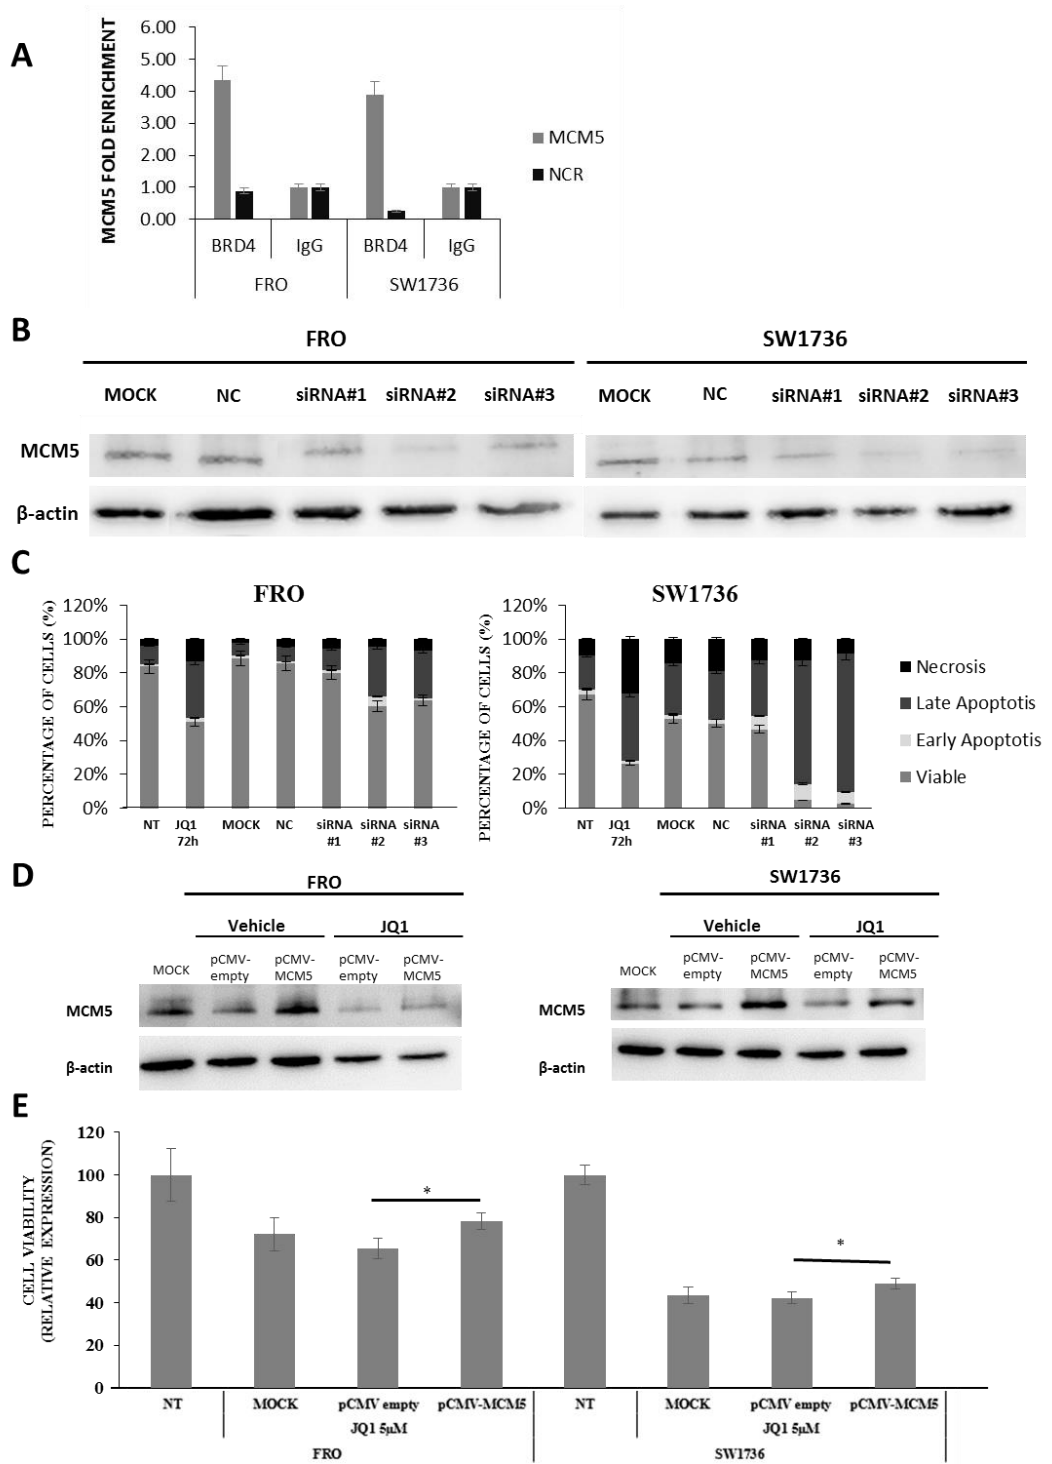 A
MCM5 FOLD ENRICHMENT
6.00
5.00
4.00
3.00
2.00
1.00
0.00
MCM5
NCR
BRD4 IgG BRD4 IgG
FRO SW1736
B
FRO SW1736
MOCK NC siRNA#1 siRNA#2 siRNA#3 MOCK NC siRNA#1 siRNA#2 siRNA#3
MCM5
β-actin
C
FRO SW1736
PERCENTAGE OF CELLS (%)
120%
100%
80%
60%
40%
20%
0%
NT JQ1 MOCK NC siRNA siRNA siRNA
72h #1 #2 #3
PERCENTAGE OF CELLS (%)
120%
100%
80%
60%
40%
20%
0%
NT JQ1 MOCK NC siRNA siRNA siRNA
72h #1 #2 #3
Necrosis
Late Apoptotis
Early Apoptotis
Viable
D
FRO SW1736
Vehicle JQ1 Vehicle JQ1
MOCK pCMV-empty pCMV-MCM5 pCMV-empty pCMV-MCM5
MOCK pCMV-empty pCMV-MCM5 pCMV-empty pCMV-MCM5
MCM5 MCM5
β-actin β-actin
E
CELL VIABILITY
(RELATIVE EXPRESSION)
120
100
80
60
40
20
0
* *
NT MOCK pCMV empty pCMV-MCM5 NT MOCK pCMV empty pCMV-MCM5
JQ1 5μM JQ1 5μM
FRO SW1736